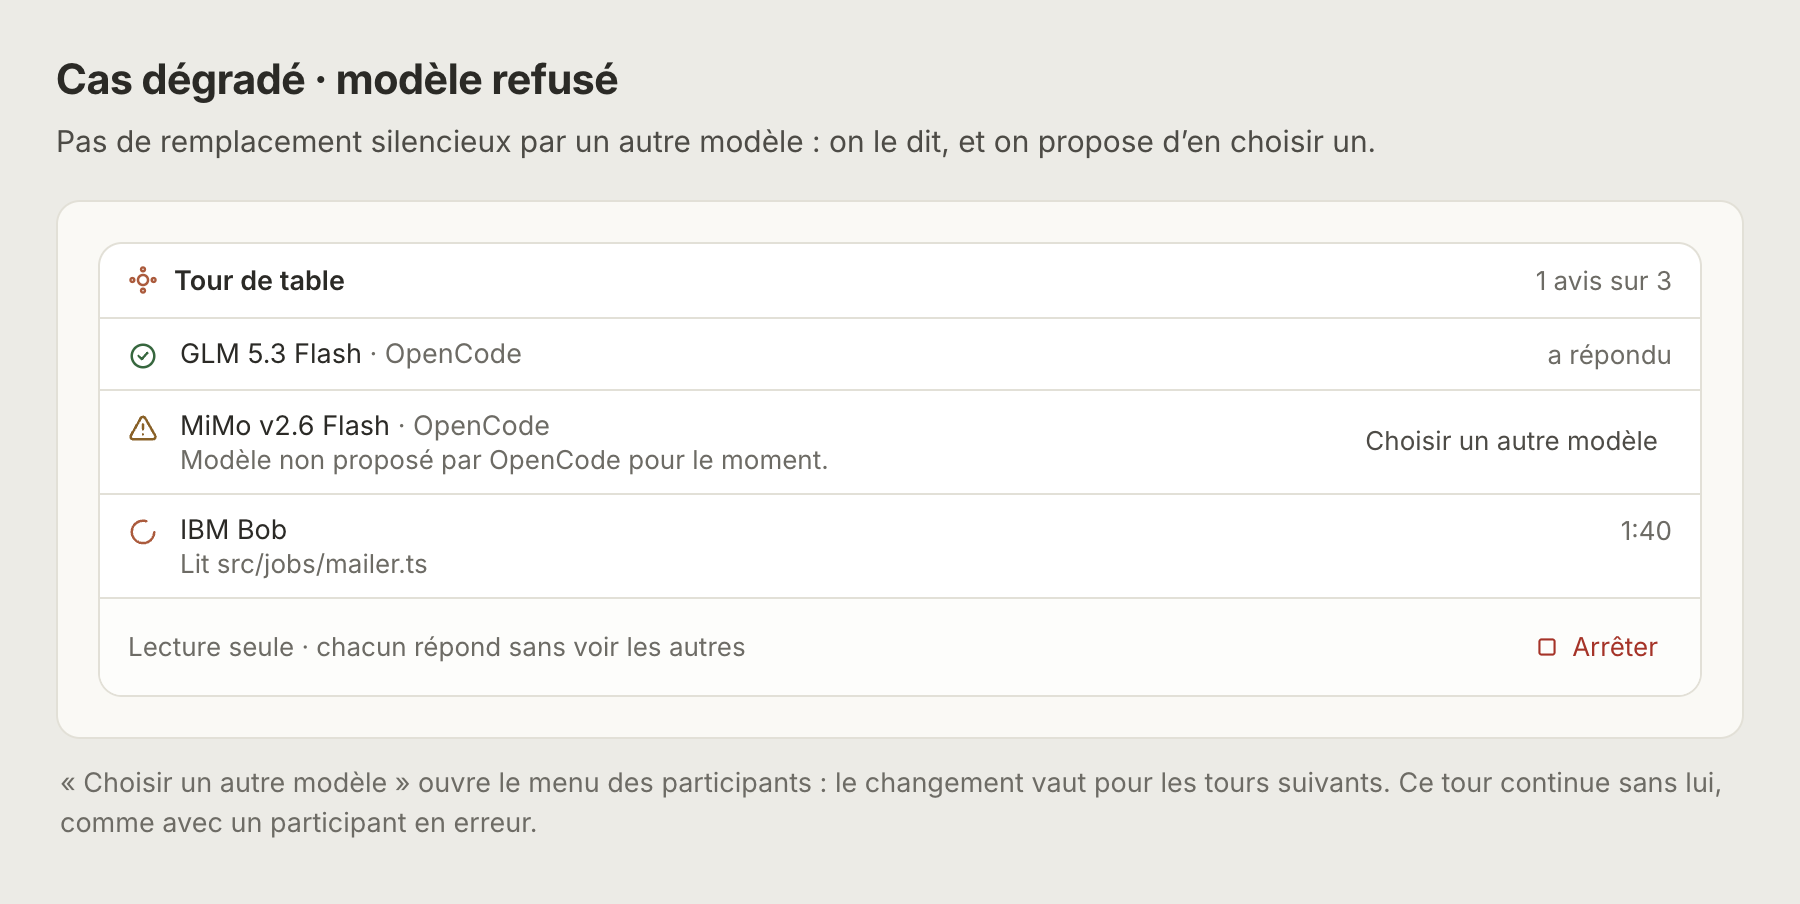 Cas dégradé · modèle refusé
Pas de remplacement silencieux par un autre modèle : on le dit, et on propose d’en choisir un.
Tour de table
1 avis sur 3
GLM 5.3 Flash · OpenCode
a répondu
MiMo v2.6 Flash · OpenCode
Modèle non proposé par OpenCode pour le moment.
Choisir un autre modèle
IBM Bob
1:40
Lit src/jobs/mailer.ts
Lecture seule · chacun répond sans voir les autres
Arrêter
« Choisir un autre modèle » ouvre le menu des participants : le changement vaut pour les tours suivants. Ce tour continue sans lui,
comme avec un participant en erreur.